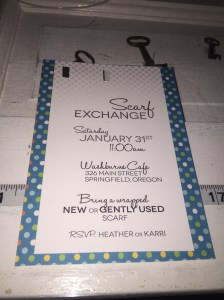 Scarf
EXCHANGE
Saturday
JANUARY 31ST
11:00am
Washburne Cafe
326 MAIN STREET
SPRINGFIELD, OREGON
Bring a wrapped
NEW or GENTLY USED
SCARF
RSVP HEATHER or KARRI
17